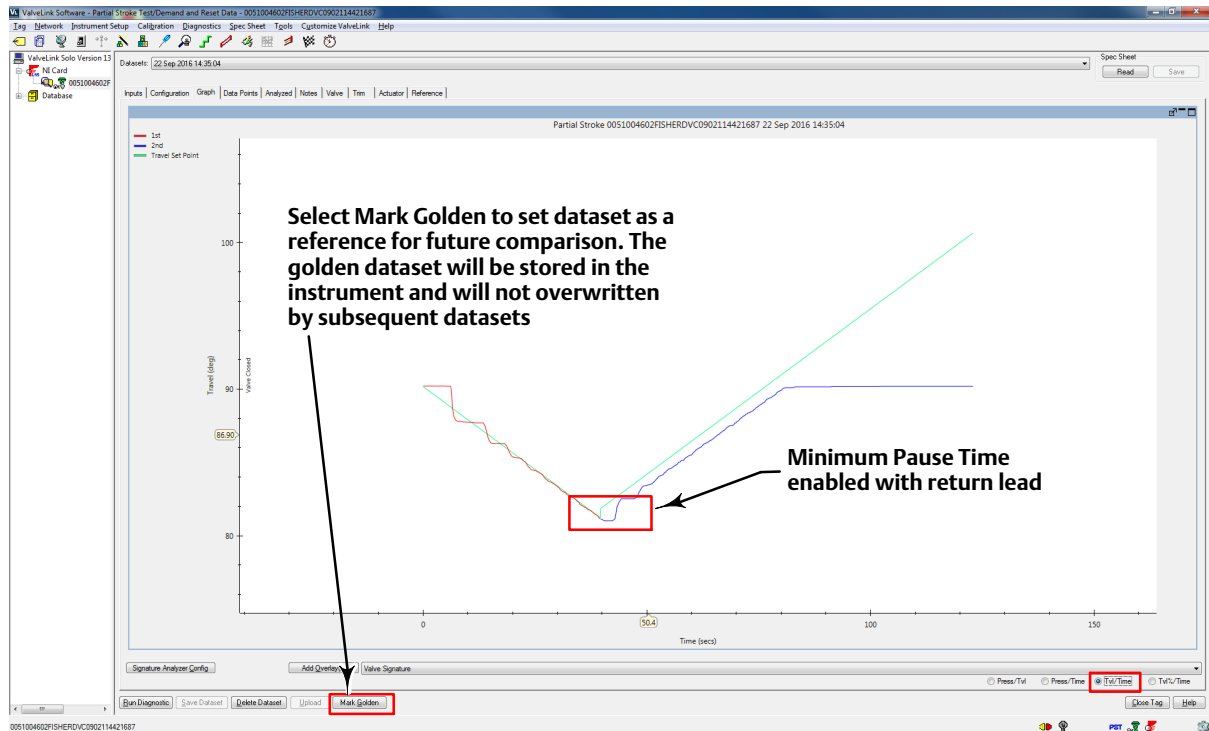 ValveLink Software - Partial Stroke Test/Demand and Reset Data - 0051004602FISHERDVC0902114421687
Tag Network Instrument Setup Calibration Diagnostics Spec Sheet Tools Customize ValveLink Help
ValveLink Solo Version 13
NI Card
0051004602F
Database
Datasets: 22 Sep 2016 14:35:04
Spec Sheet
Read Save
Inputs Configuration Graph Data Points Analyzed Notes Valve Trim Actuator Reference
Partial Stroke 0051004602FISHERDVC0902114421687 22 Sep 2016 14:35:04
1st
2nd
Travel Set Point
Select Mark Golden to set dataset as a
reference for future comparison. The
golden dataset will be stored in the
instrument and will not overwritten
by subsequent datasets
100
90
86.90
80
Travel (deg)
Valve Closed
Minimum Pause Time
enabled with return lead
0
50.4
100
150
Time (secs)
Signature Analyzer Config
Add Overlay
Valve Signature
Press/Tvl Press/Time Tvl/Time Tvl%/Time
Run Diagnostic Save Dataset Delete Dataset Upload Mark Golden
Close Tag Help
0051004602FISHERDVC0902114421687
PST